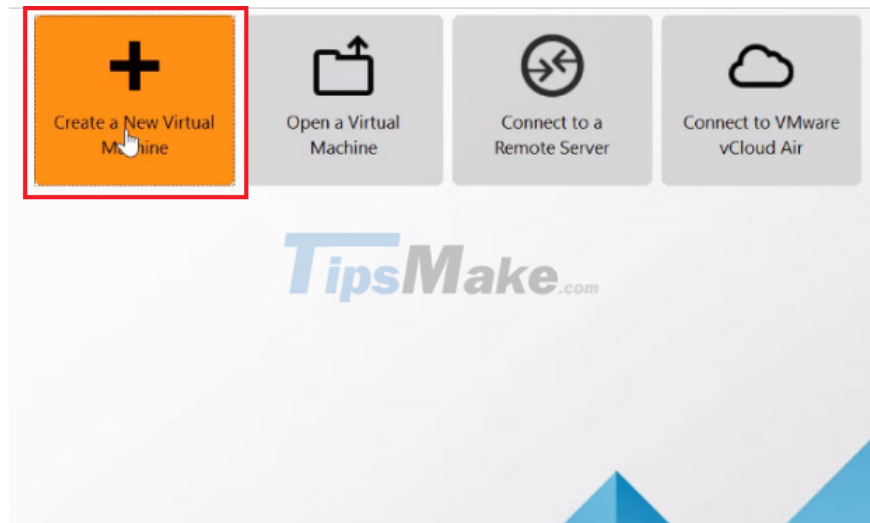 Create a New Virtual
Machine
Open a Virtual
Machine
Connect to a
Remote Server
Connect to VMware
vCloud Air
TipsMake.com